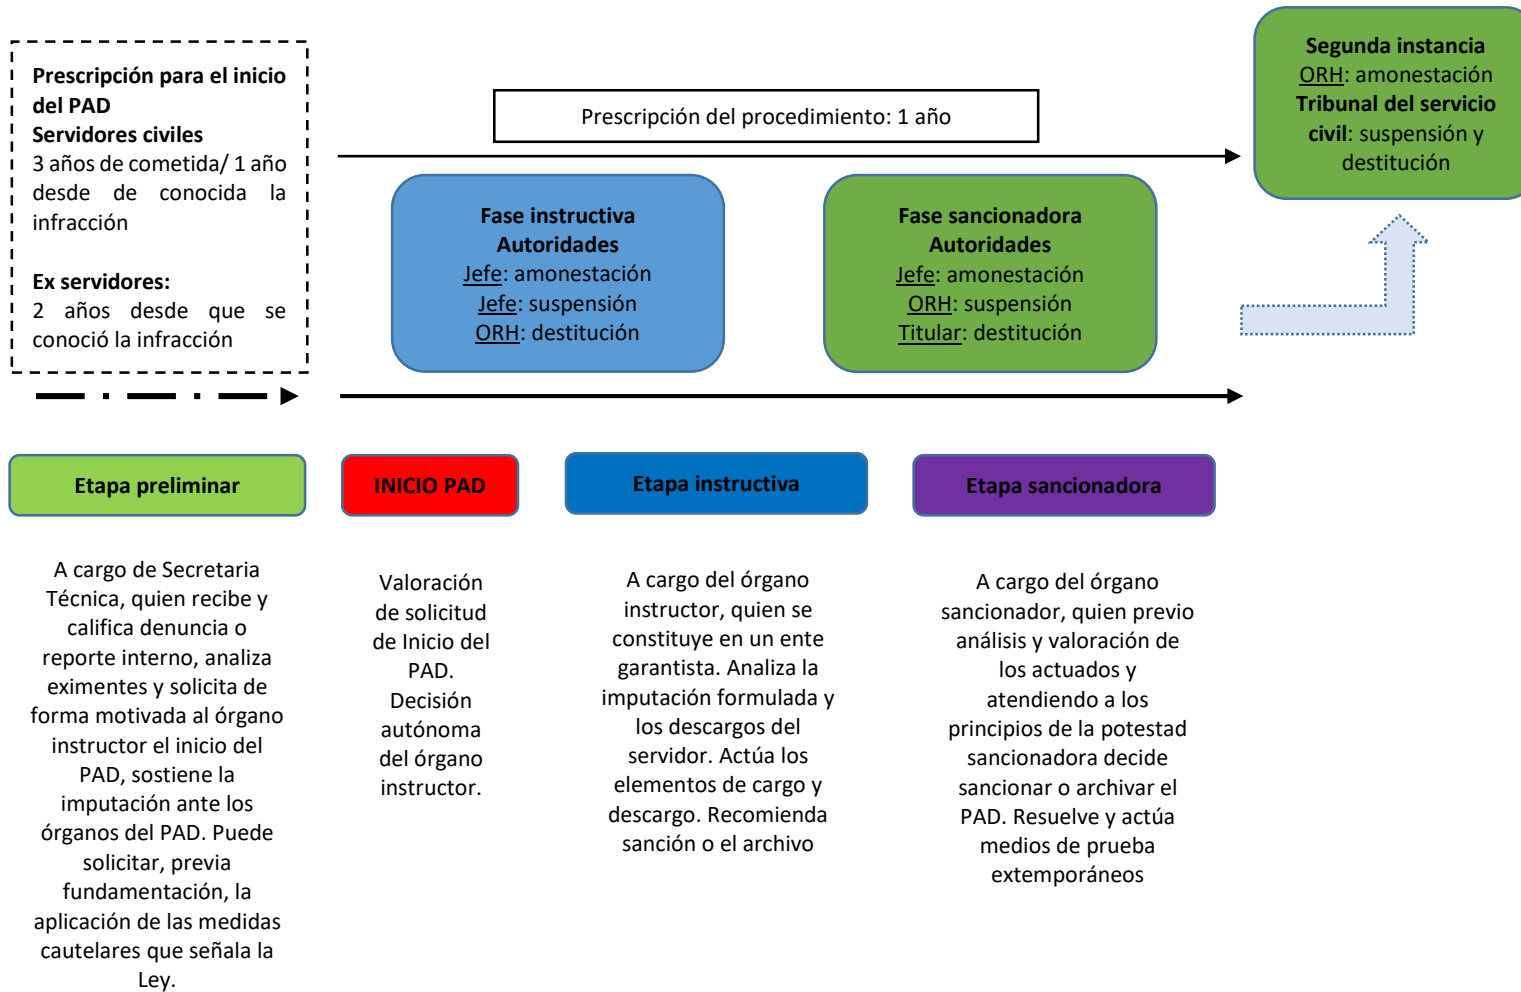 Prescripción para el inicio
del PAD
Servidores civiles
3 años de cometida/ 1 año
desde de conocida la
infracción
Ex servidores:
2 años desde que se
conoció la infracción
Prescripción del procedimiento: 1 año
Fase instructiva
Autoridades
Jefe: amonestación
Jefe: suspensión
ORH: destitución
Fase sancionadora
Autoridades
Jefe: amonestación
ORH: suspensión
Titular: destitución
Segunda instancia
ORH: amonestación
Tribunal del servicio
civil: suspensión y
destitución
Etapa preliminar
A cargo de Secretaria
Técnica, quien recibe y
califica denuncia o
reporte interno, analiza
eximentes y solicita de
forma motivada al órgano
instructor el inicio del
PAD, sostiene la
imputación ante los
órganos del PAD. Puede
solicitar, previa
fundamentación, la
aplicación de las medidas
cautelares que señala la
Ley.
INICIO PAD
Valoración
de solicitud
de Inicio del
PAD.
Decisión
autónoma
del órgano
instructor.
Etapa instructiva
A cargo del órgano
instructor, quien se
constituye en un ente
garantista. Analiza la
imputación formulada y
los descargos del
servidor. Actúa los
elementos de cargo y
descargo. Recomienda
sanción o el archivo
Etapa sancionadora
A cargo del órgano
sancionador, quien previo
análisis y valoración de
los actuados y
atendiendo a los
principios de la potestad
sancionadora decide
sancionar o archivar el
PAD. Resuelve y actúa
medios de prueba
extemporáneos